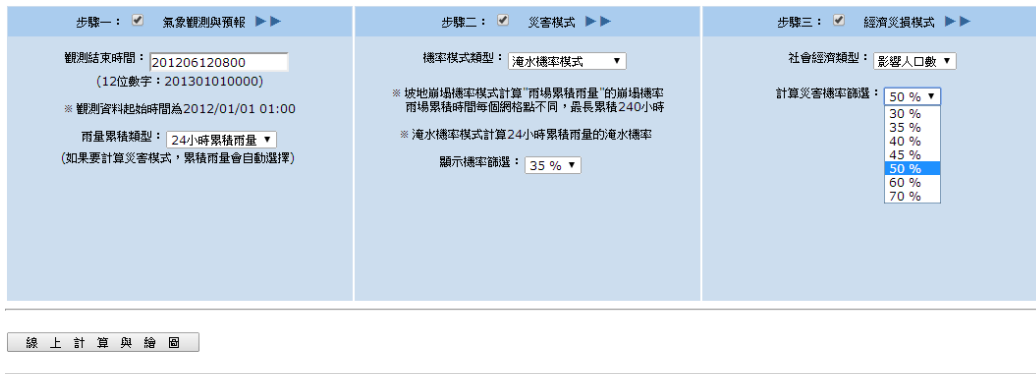 步驟一： 氣象觀測與預報 ▶▶
觀測結束時間：201206120800
(12位數字：201301010000)
※ 觀測資料起始時間為2012/01/01 01:00
雨量累積類型：24小時累積雨量 ▼
(如果要計算災害模式，累積雨量會自動選擇)
步驟二： 災害模式 ▶▶
機率模式類型：淹水機率模式 ▼
※ 坡地崩塌機率模式計算"雨場累積雨量"的崩塌機率
雨場累積時間每個網格點不同，最長累積240小時
※ 淹水機率模式計算24小時累積雨量的淹水機率
顯示機率篩選：35 % ▼
步驟三： 經濟災損模式 ▶▶
社會經濟類型：影響人口數 ▼
計算災害機率篩選：50 % ▼
30 %
35 %
40 %
45 %
50 %
60 %
70 %
線上計算與繪圖